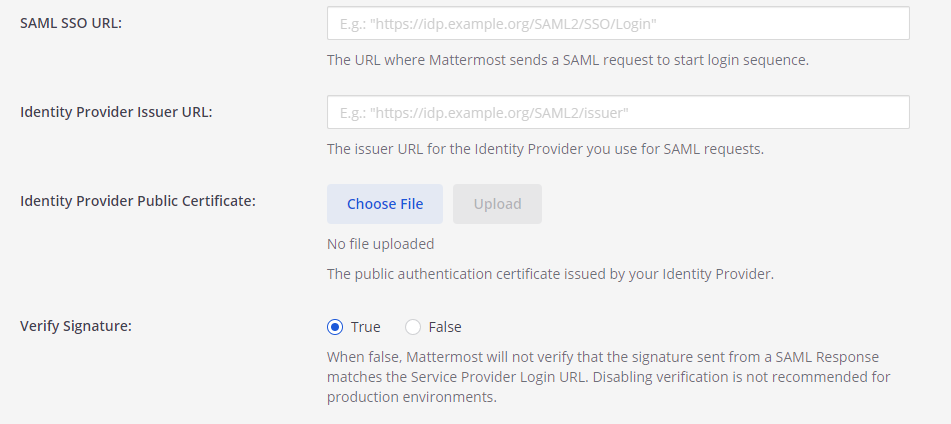 SAML SSO URL:
E.g.: "https://idp.example.org/SAML2/SSO/Login"
The URL where Mattermost sends a SAML request to start login sequence.
Identity Provider Issuer URL:
E.g.: "https://idp.example.org/SAML2/issuer"
The issuer URL for the Identity Provider you use for SAML requests.
Identity Provider Public Certificate:
Choose File
Upload
No file uploaded
The public authentication certificate issued by your Identity Provider.
Verify Signature:
True
False
When false, Mattermost will not verify that the signature sent from a SAML Response
matches the Service Provider Login URL. Disabling verification is not recommended for
production environments.